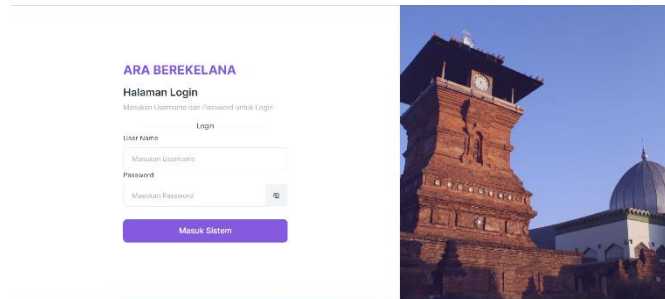 ARA BEREKELANA
Halaman Login
Masukan Username dan Password untuk Login
Login
User Name
Masukan Username
Password
Masukan Password
Masuk Sistem